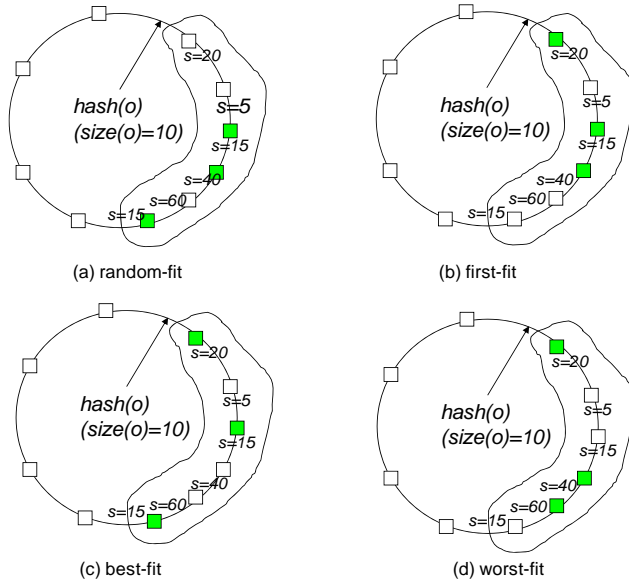 s=20
hash(o)
(size(o)=10)
s=5
s=15
s=40
s=60
s=15
(a) random-fit
s=20
hash(o)
(size(o)=10)
s=5
s=15
s=40
s=60
s=15
(b) first-fit
s=20
hash(o)
(size(o)=10)
s=5
s=15
s=40
s=60
s=15
(c) best-fit
s=20
hash(o)
(size(o)=10)
s=5
s=15
s=40
s=60
s=15
(d) worst-fit